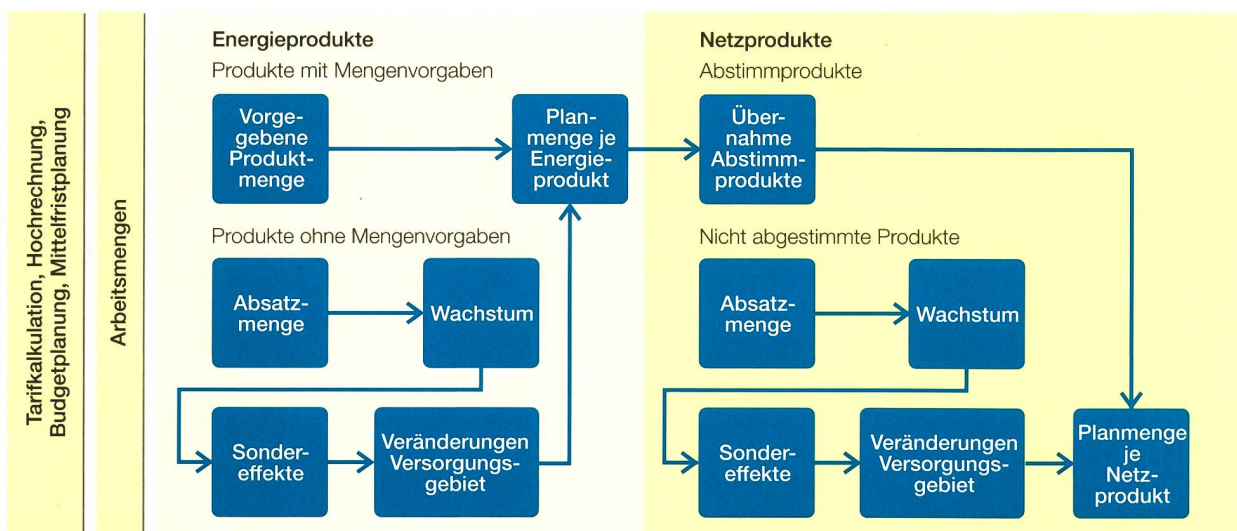 Tarifkalkulation, Hochrechnung,
Budgetplanung, Mittelfristplanung
Arbeitsmengen
Energieprodukte
Produkte mit Mengenvorgaben
Vorge-
gebene
Produkt-
menge
Plan-
menge je
Energie-
produkt
Produkte ohne Mengenvorgaben
Absatz-
menge
Wachstum
Sonder-
effekte
Veränderungen
Versorgungs-
gebiet
Netzprodukte
Abstimmprodukte
Über-
nahme
Abstimm-
produkte
Nicht abgestimmte Produkte
Absatz-
menge
Wachstum
Sonder-
effekte
Veränderungen
Versorgungs-
gebiet
Planmenge
je
Netz-
produkt